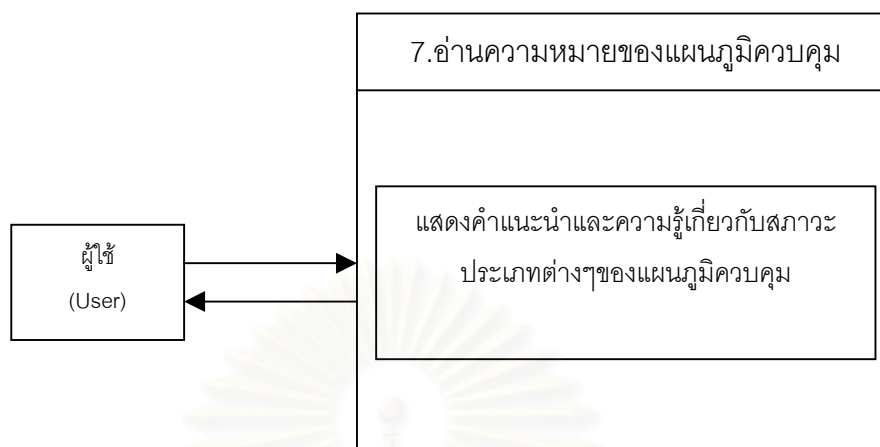 7.อ่านความหมายของแผนภูมิควบคุม
แสดงคำแนะนำและความรู้เกี่ยวกับสภาวะ
ประเภทต่างๆของแผนภูมิควบคุม
ผู้ใช้
(User)